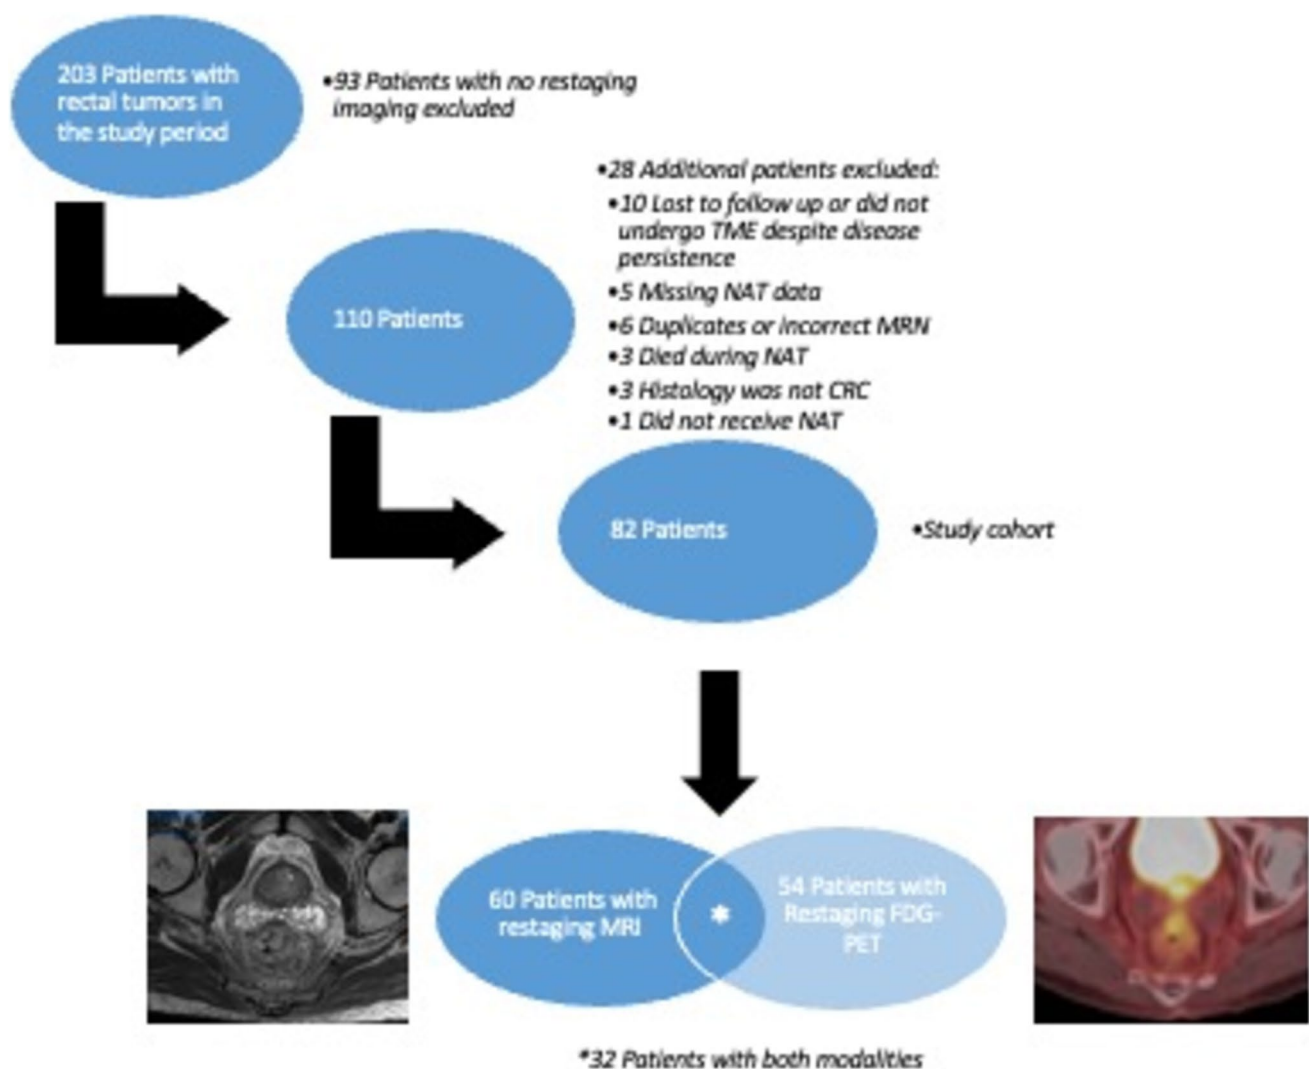 203 Patients with
rectal tumors in
the study period
•93 Patients with no restaging
imaging excluded
•28 Additional patients excluded:
•10 Lost to follow up or did not
undergo TME despite disease
persistence
•5 Missing NAT data
•6 Duplicates or incorrect MRN
•3 Died during NAT
•3 Histology was not CRC
•1 Did not receive NAT
110 Patients
82 Patients
•Study cohort
60 Patients with
restaging MRI
*
54 Patients with
Restaging FDG-
PET
*32 Patients with both modalities